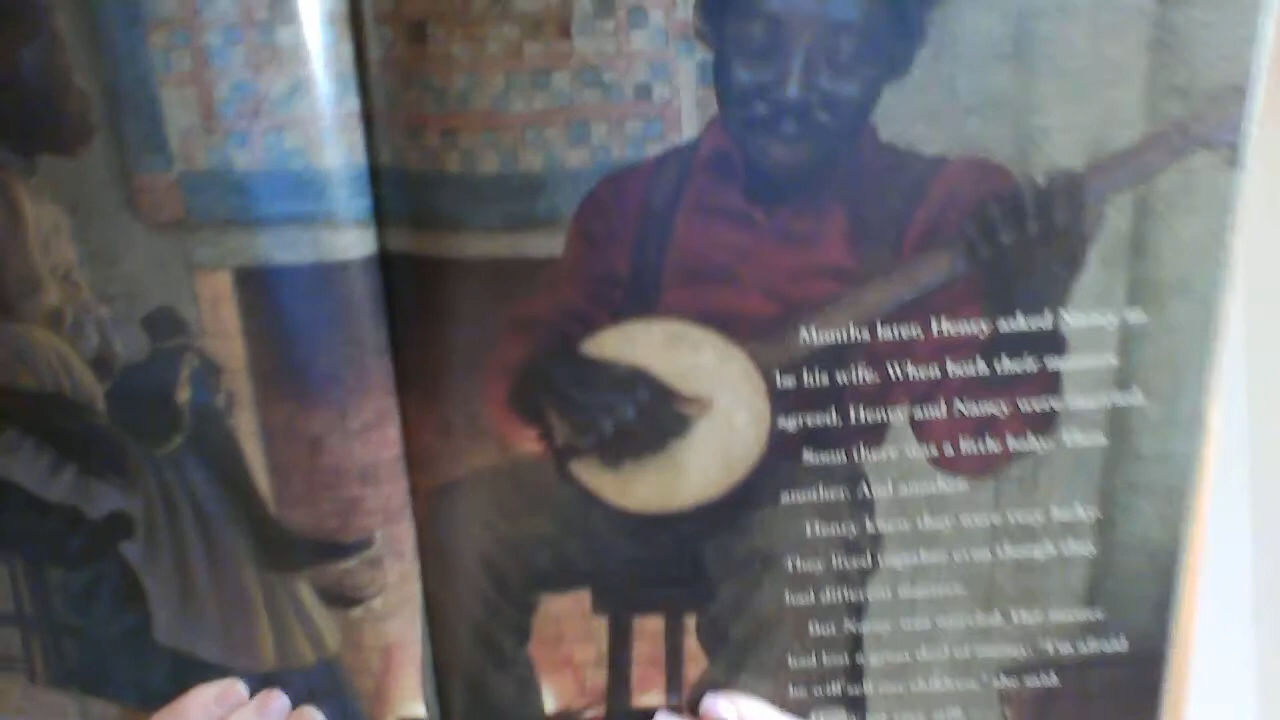 Months later, Henry asked Nancy to
be his wife. When both their masters
agreed, Henry and Nancy were married.
Soon there was a little baby. Then
another. And another.
Henry knew they were very lucky.
They lived together even though they
had different masters.
But Nancy was worried. Her master
had lost a great deal of money. "I'm afraid
he will sell our children," she said.